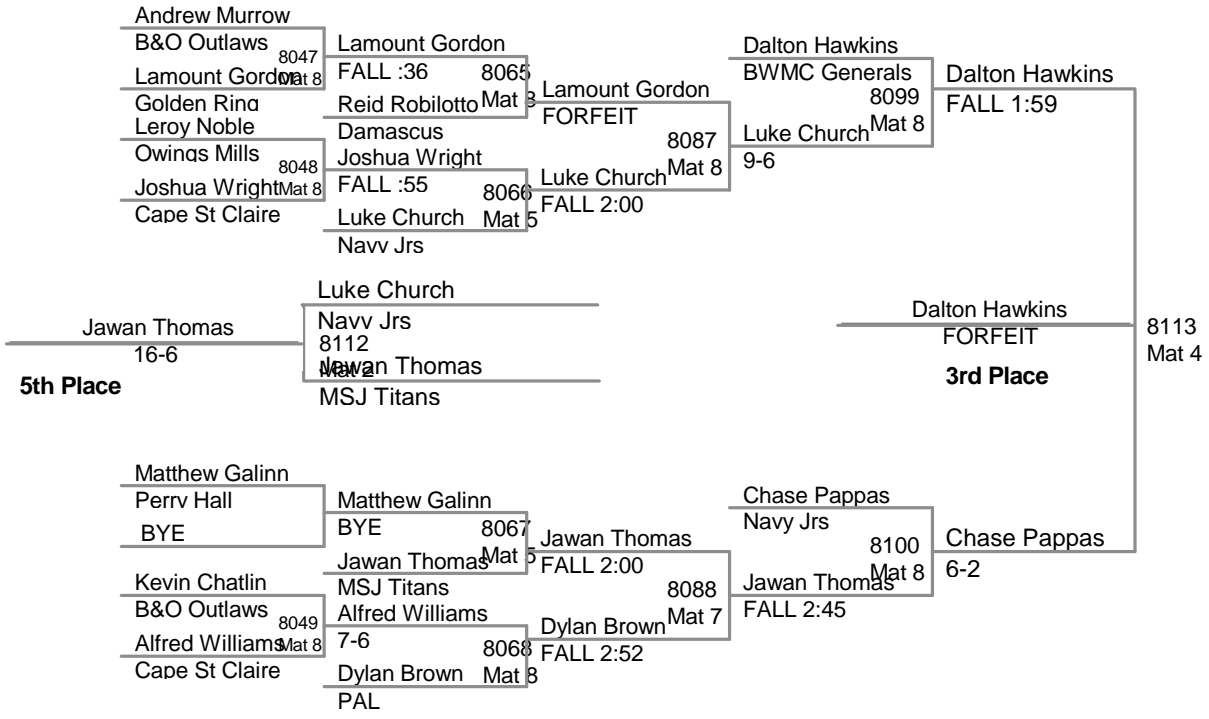 Andrew Murrow
B&O Outlaws
8047
Mat 8
Lamount Gordon
Golden Ring
Leroy Noble
Owings Mills
8048
Mat 8
Joshua Wright
Cape St Claire
Lamount Gordon
FALL :36
8065
Mat 8
Reid Robilotto
Damascus
Joshua Wright
FALL :55
8066
Mat 5
Luke Church
Navy Jrs
Lamount Gordon
FORFEIT
8087
Mat 8
Luke Church
FALL 2:00
Dalton Hawkins
BWMC Generals
8099
Mat 8
Luke Church
9-6
Dalton Hawkins
FALL 1:59
Luke Church
Navy Jrs
8112
Mat 2
Jawan Thomas
MSJ Titans
Jawan Thomas
16-6
5th Place
Dalton Hawkins
FORFEIT
3rd Place
8113
Mat 4
Matthew Galinn
Perry Hall
BYE
Kevin Chatlin
B&O Outlaws
8049
Mat 8
Alfred Williams
Cape St Claire
Matthew Galinn
BYE
8067
Mat 5
Jawan Thomas
MSJ Titans
Alfred Williams
7-6
8068
Mat 8
Dylan Brown
PAL
Jawan Thomas
FALL 2:00
8088
Mat 7
Dylan Brown
FALL 2:52
Chase Pappas
Navy Jrs
8100
Mat 8
Jawan Thomas
FALL 2:45
Chase Pappas
6-2